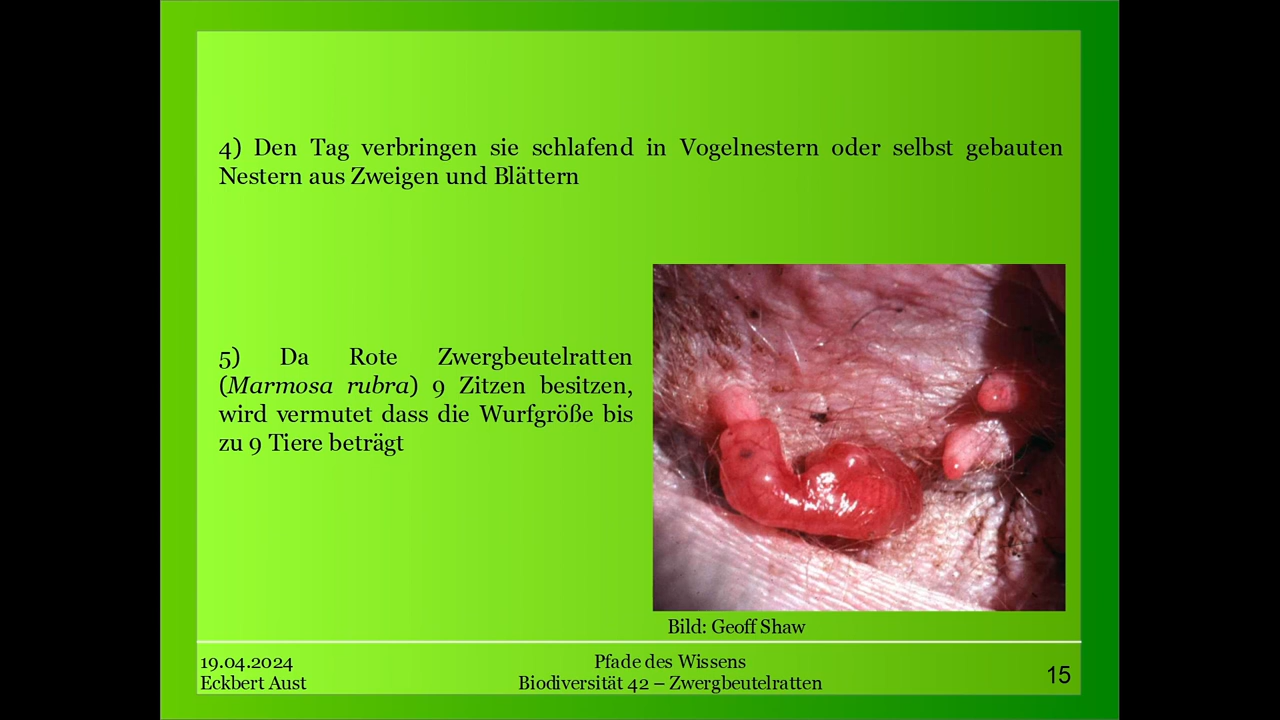 4) Den Tag verbringen sie schlafend in Vogelnestern oder selbst gebauten
Nestern aus Zweigen und Blättern
5) Da Rote Zwergbeutelratten
(Marmosa rubra) 9 Zitzen besitzen,
wird vermutet dass die Wurfgröße bis
zu 9 Tiere beträgt
Bild: Geoff Shaw
19.04.2024
Eckbert Aust
Pfade des Wissens
Biodiversität 42 – Zwergbeutelratten
15